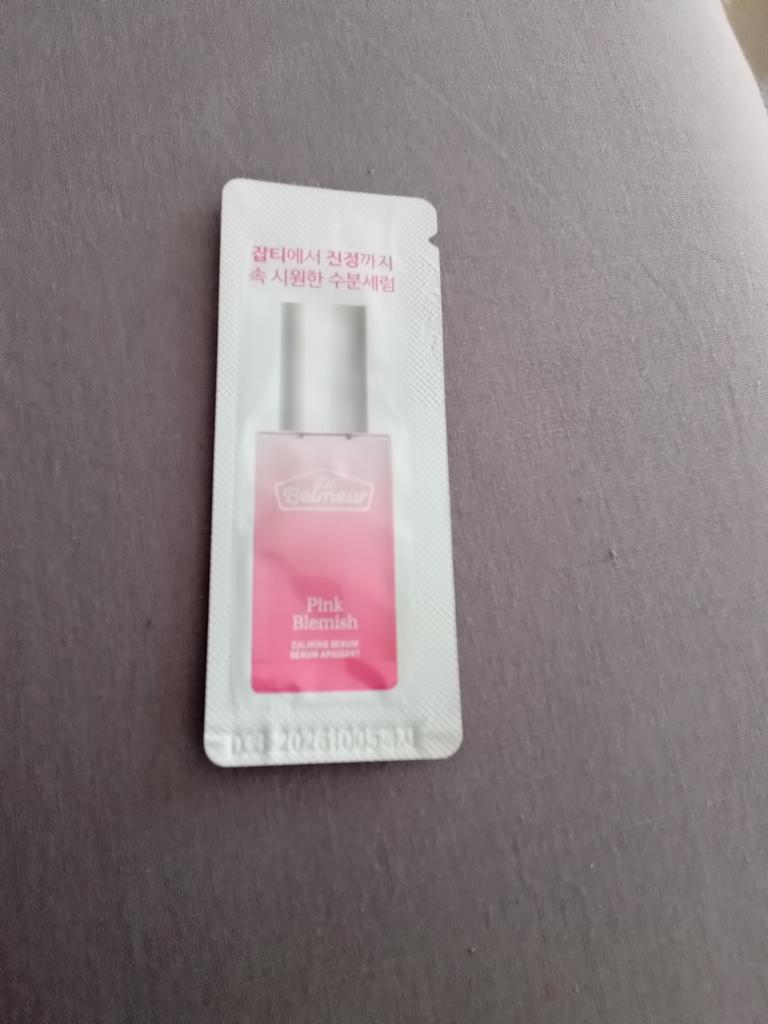 잡티에서 진정까지
속 시원한 수분세럼
Dr.
Belmeur
Pink
Blemish
CALMING SERUM
SÉRUM APAISANT
20261005